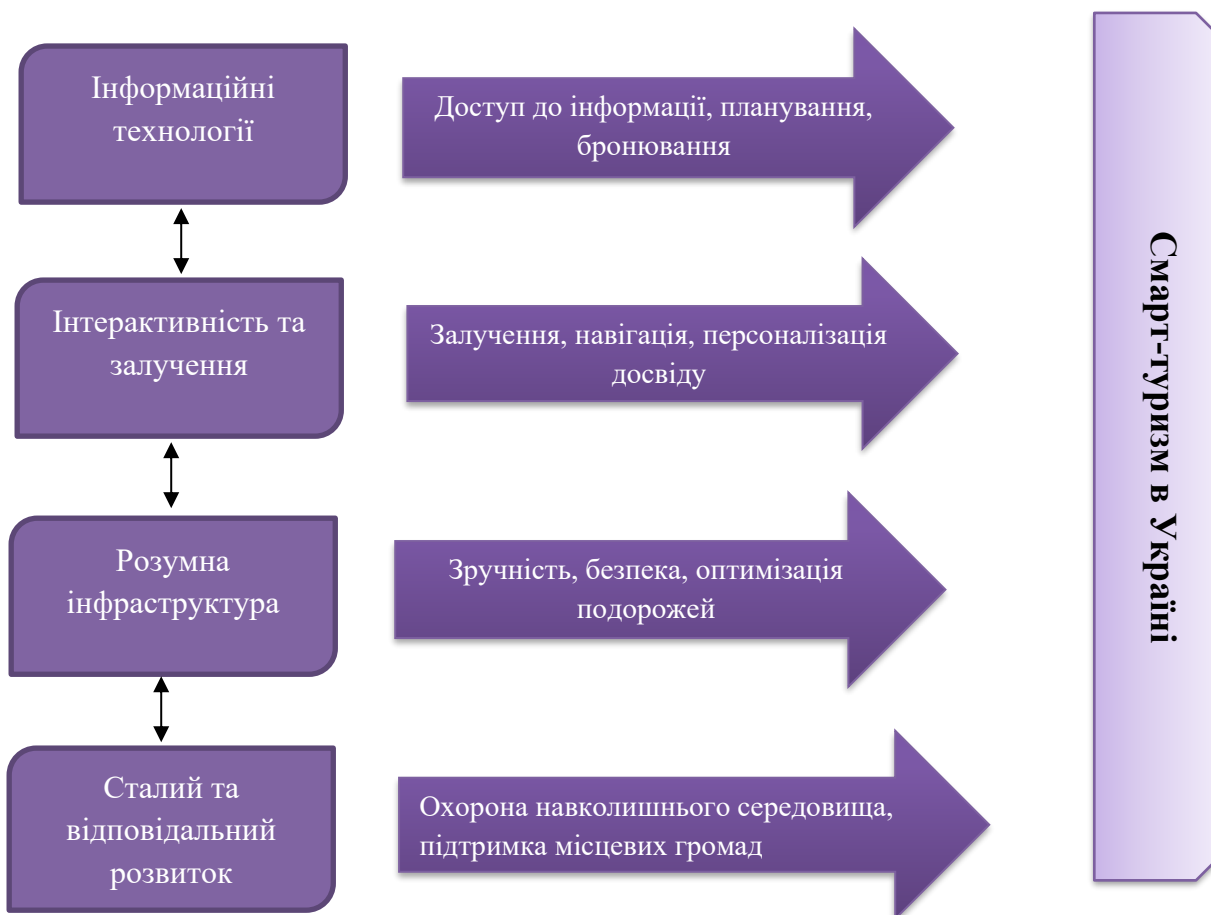 Інформаційні
технології
Доступ до інформації, планування,
бронювання
Інтерактивність та
залучення
Залучення, навігація, персоналізація
досвіду
Розумна
інфраструктура
Зручність, безпека, оптимізація
подорожей
Сталий та
відповідальний
розвиток
Охорона навколишнього середовища,
підтримка місцевих громад
Смарт-туризм в Україні